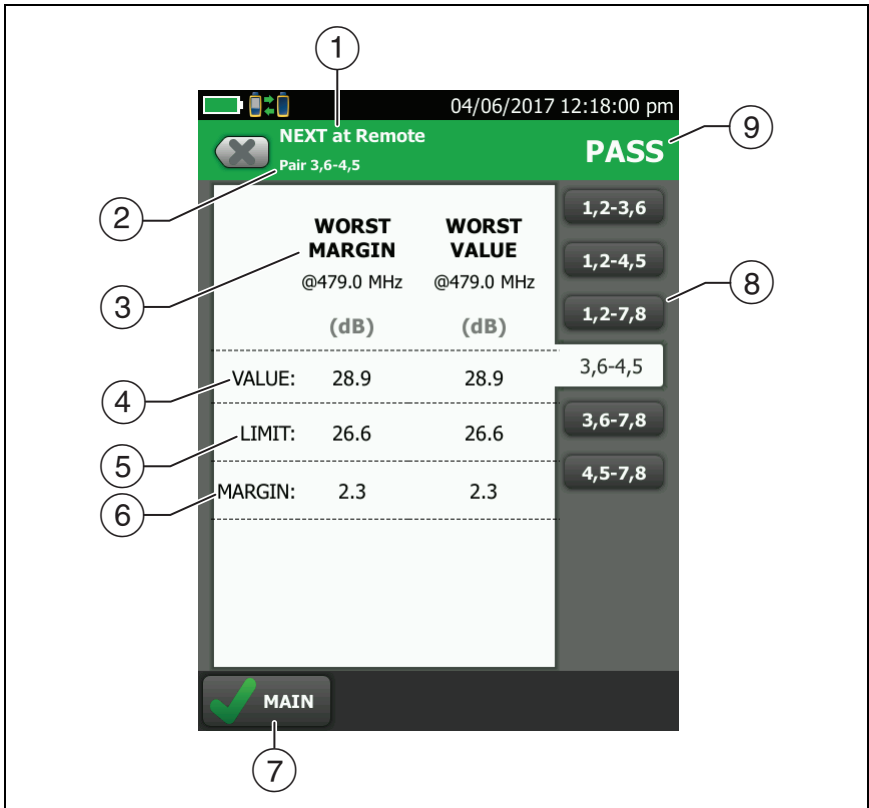 1
04/06/2017 12:18:00 pm
NEXT at Remote
Pair 3,6-4,5
PASS
9
2
WORST MARGIN
WORST VALUE
1,2-3,6
@479.0 MHz
@479.0 MHz
1,2-4,5
3
(dB)
(dB)
1,2-7,8
8
VALUE: 28.9 28.9
3,6-4,5
4
LIMIT: 26.6 26.6
3,6-7,8
5
MARGIN: 2.3 2.3
4,5-7,8
6
MAIN
7